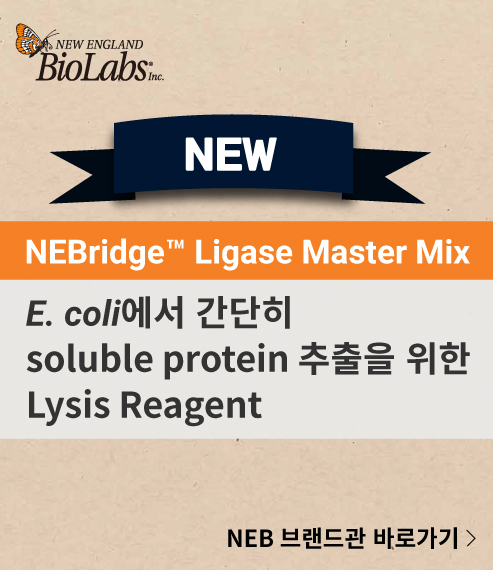 NEW ENGLAND
BioLabs® Inc.
NEW
NEBridge™ Ligase Master Mix
E. coli에서 간단히
soluble protein 추출을 위한
Lysis Reagent
NEB 브랜드관 바로가기 >